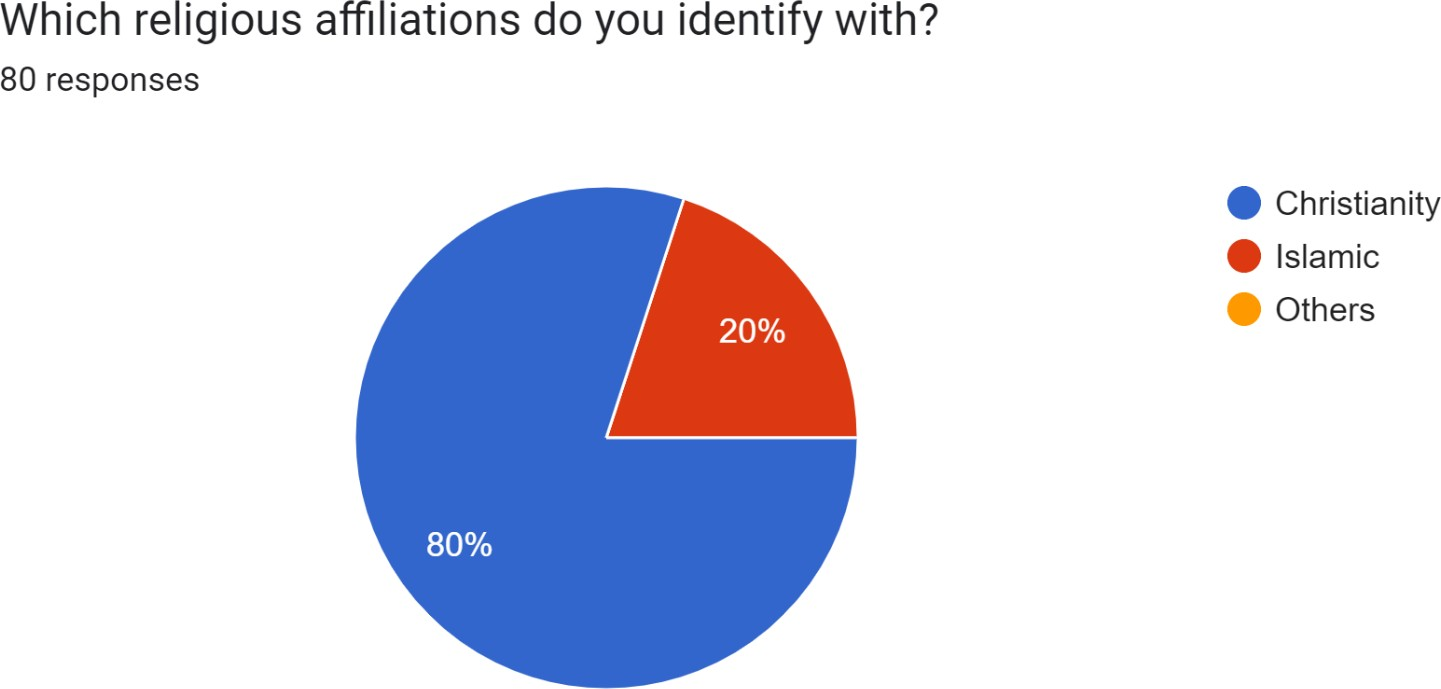 Which religious affiliations do you identify with?
80 responses
Christianity
Islamic
Others
20%
80%